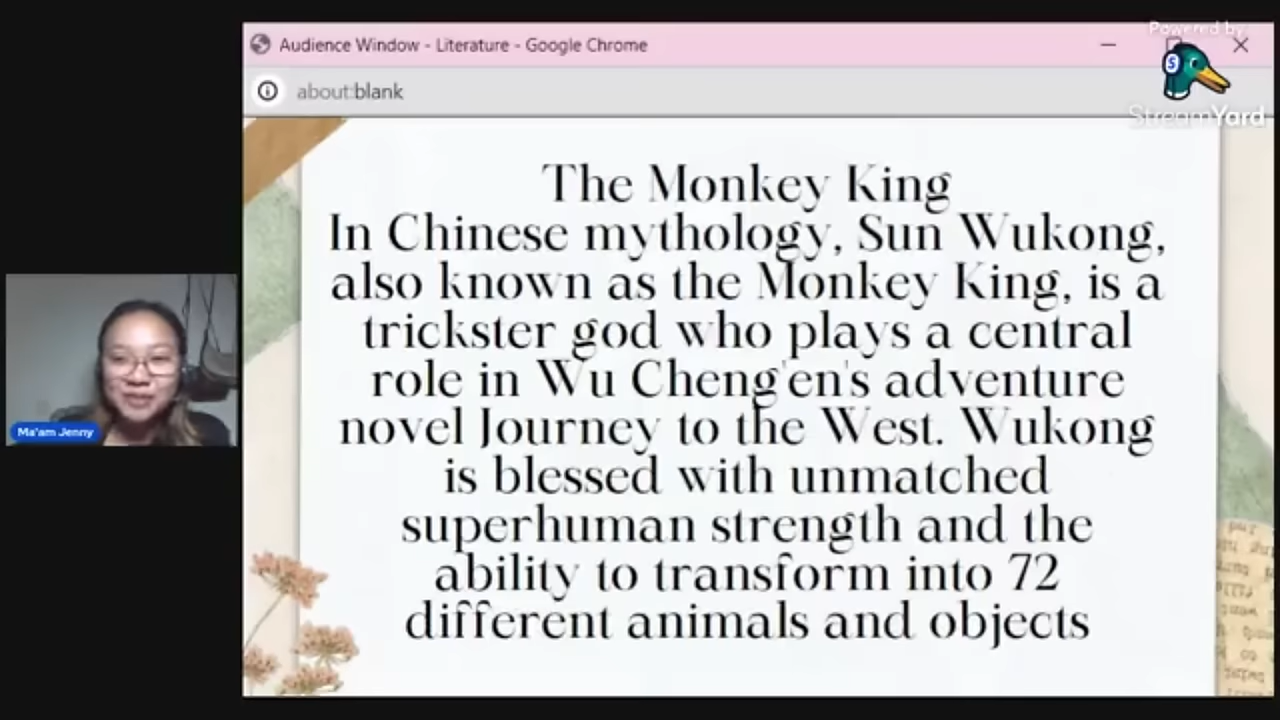 Audience Window - Literature - Google Chrome
Powered by
about:blank
StreamYard
The Monkey King
In Chinese mythology, Sun Wukong,
also known as the Monkey King, is a
trickster god who plays a central
role in Wu Cheng'en's adventure
novel Journey to the West. Wukong
is blessed with unmatched
superhuman strength and the
ability to transform into 72
different animals and objects
Ma'am Jenny